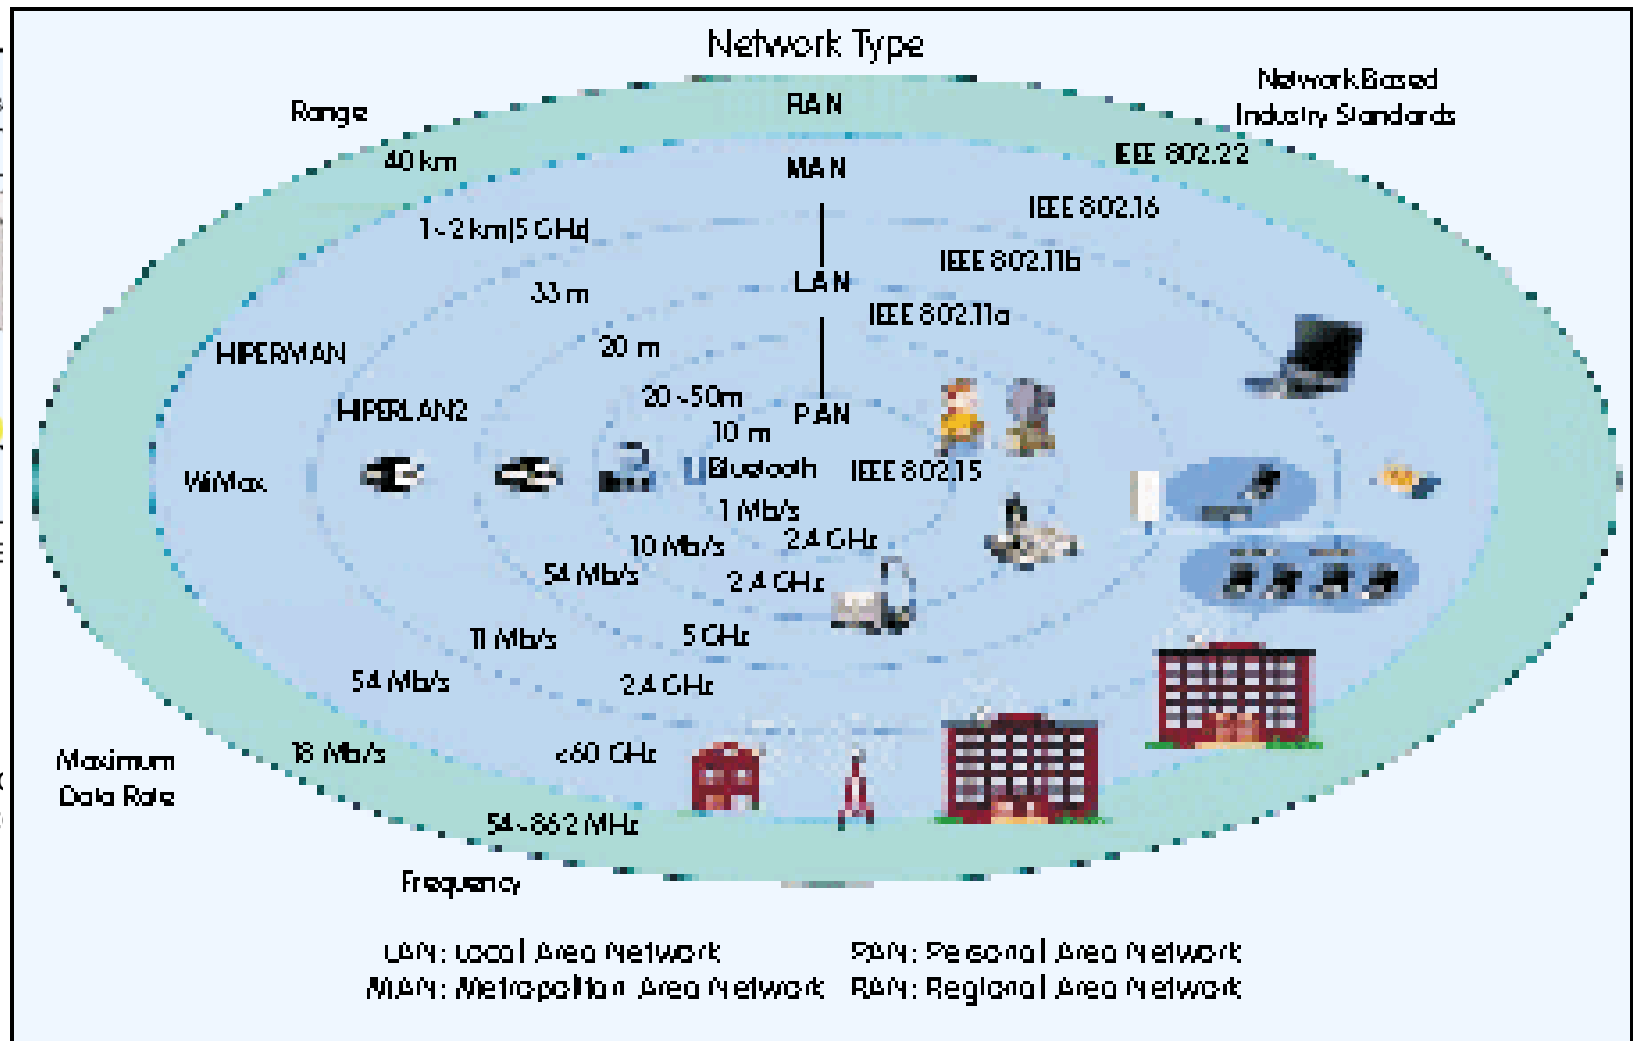 Network Type
Range
Network Based
Industry Standards
RAN
40 km
IEEE 802.22
MAN
IEEE 802.16
1~2 km(5 GHz)
IEEE 802.11b
LAN
33 m
IEEE 802.11a
20 m
HIPERMAN
20~50m
HIPERLAN2
PAN
10 m
Bluetooth
IEEE 802.15
WiMax
1 Mb/s
2.4 GHz
10 Mb/s
54 Mb/s
2.4 GHz
11 Mb/s
5 GHz
54 Mb/s
2.4 GHz
18 Mb/s
<60 GHz
Maximum
Data Rate
54~862 MHz
Frequency
LAN: Local Area Network
PAN: Personal Area Network
MAN: Metropolitan Area Network
RAN: Regional Area Network